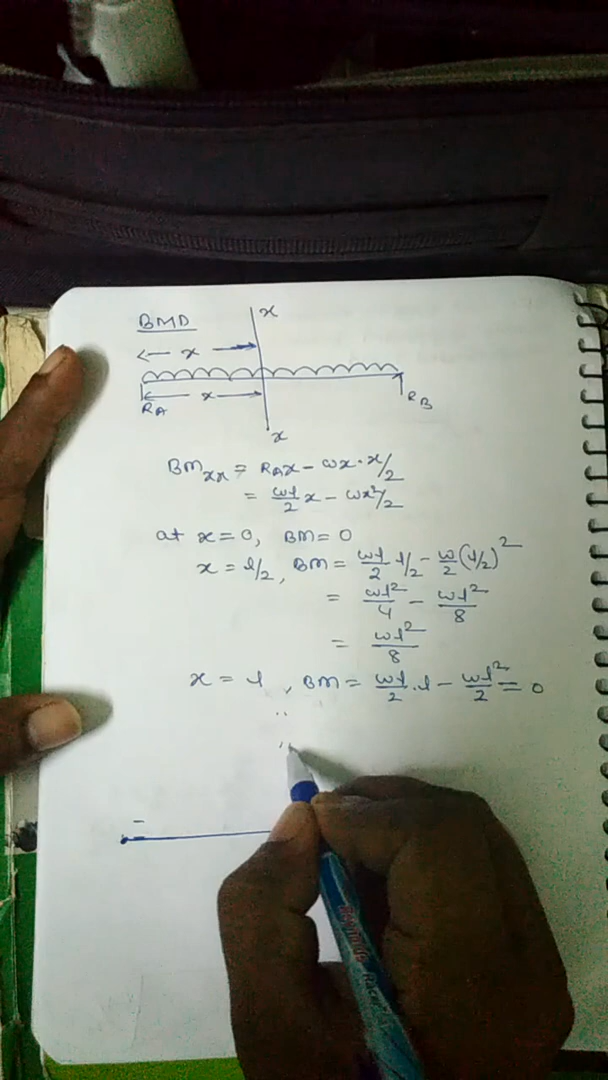 BMD
x
← x →
← x →
RA
RB
x
BMxx = RAx - ωx·x/2
= ωl/2 x - ωx²/2
at x = 0, BM = 0
x = l/2, BM = ωl/2 l/2 - ω/2 (l/2)²
= ωl²/4 - ωl²/8
= ωl²/8
x = l, BM = ωl/2 . l - ωl²/2 = 0